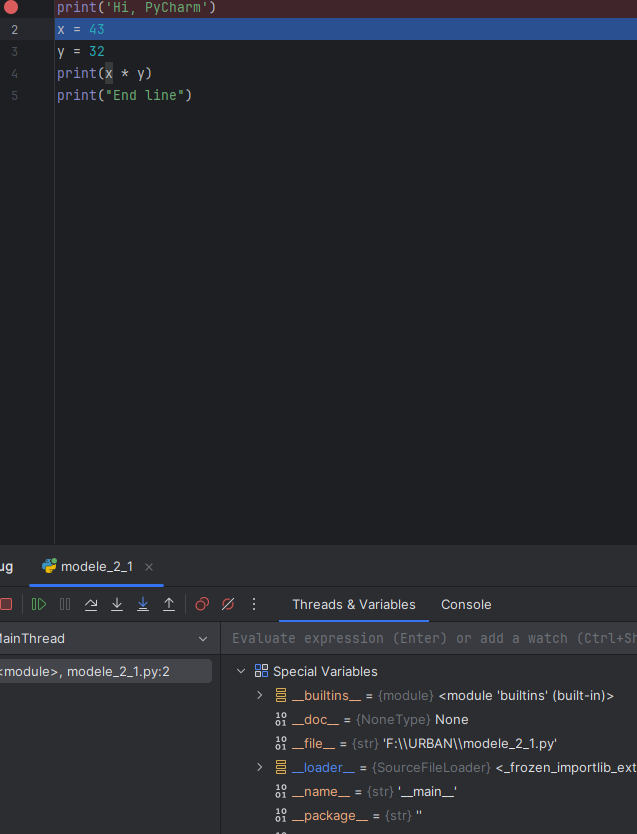 print('Hi, PyCharm')
2 x = 43
3 y = 32
4 print(x * y)
5 print("End line")
ug modele_2_1
Threads & Variables Console
MainThread
Evaluate expression (Enter) or add a watch (Ctrl+Sh
<module>, modele_2_1.py:2
Special Variables
__builtins__ = {module} <module 'builtins' (built-in)>
__doc__ = {NoneType} None
__file__ = {str} 'F:\\URBAN\\modele_2_1.py'
__loader__ = {SourceFileLoader} <_frozen_importlib_ext
__name__ = {str} '__main__'
__package__ = {str} ''